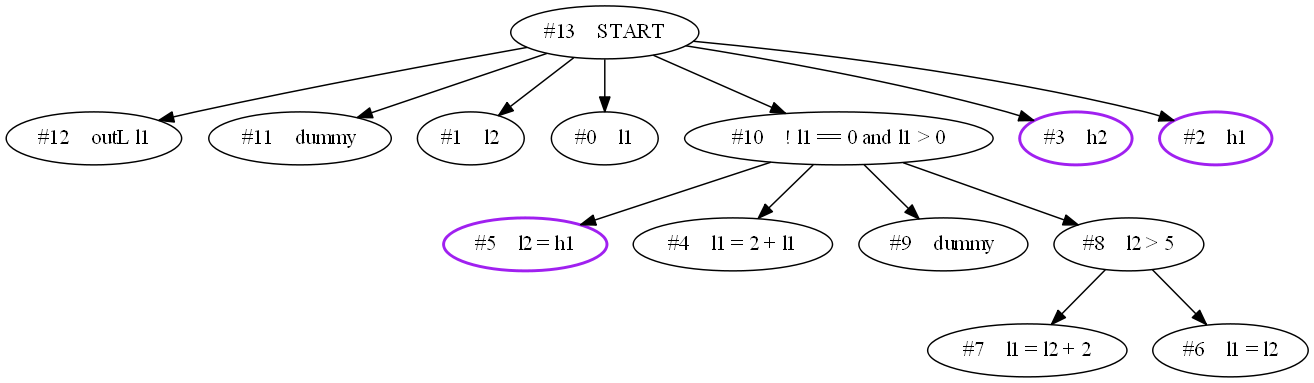 #13 START
#12 outL l1
#11 dummy
#1 l2
#0 l1
#10 ! l1 == 0 and l1 > 0
#3 h2
#2 h1
#5 l2 = h1
#4 l1 = 2 + l1
#9 dummy
#8 l2 > 5
#7 l1 = l2 + 2
#6 l1 = l2